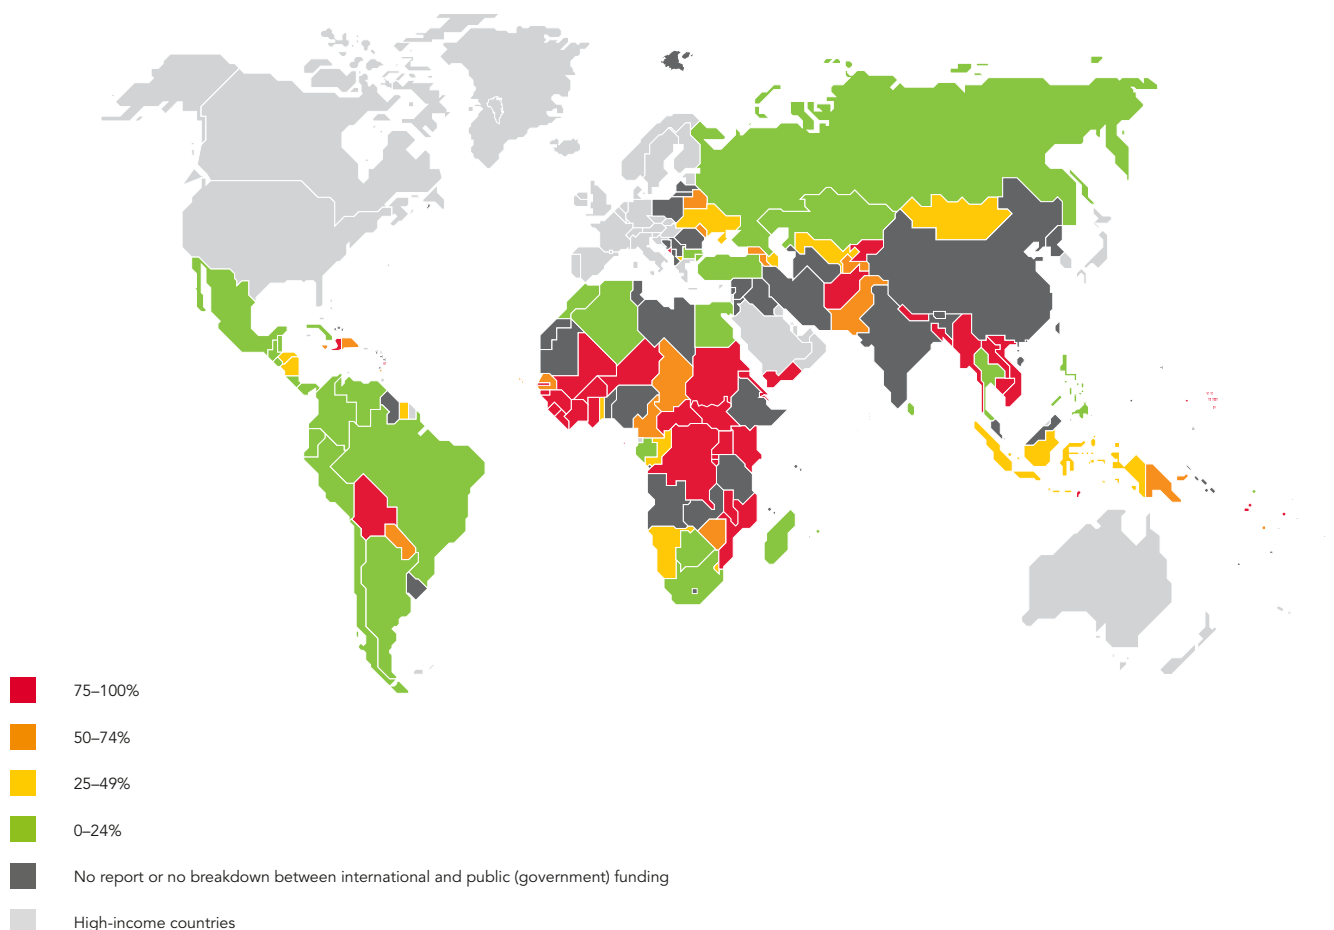 75–100%
50–74%
25–49%
0–24%
No report or no breakdown between international and public (government) funding
High-income countries